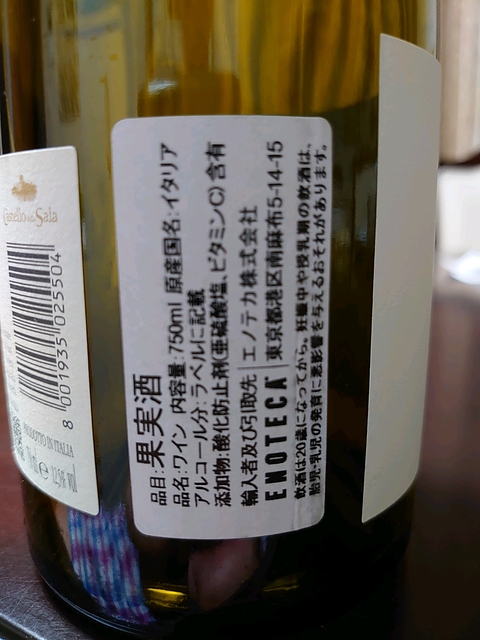 Castello della Sala
8 001935 025504
PRODOTTO IN ITALIA
品目:果実酒
品名:ワイン 内容量:750ml 原産国名:イタリア
アルコール分:ラベルに記載
添加物:酸化防止剤(亜硫酸塩、ビタミンC)含有
輸入者及び引取先 エノテカ株式会社
ENOTECA 東京都港区南麻布5-14-15
飲酒は20歳になってから。妊娠中や授乳期の飲酒は、
胎児・乳児の発育に悪影響を与えるおそれがあります。